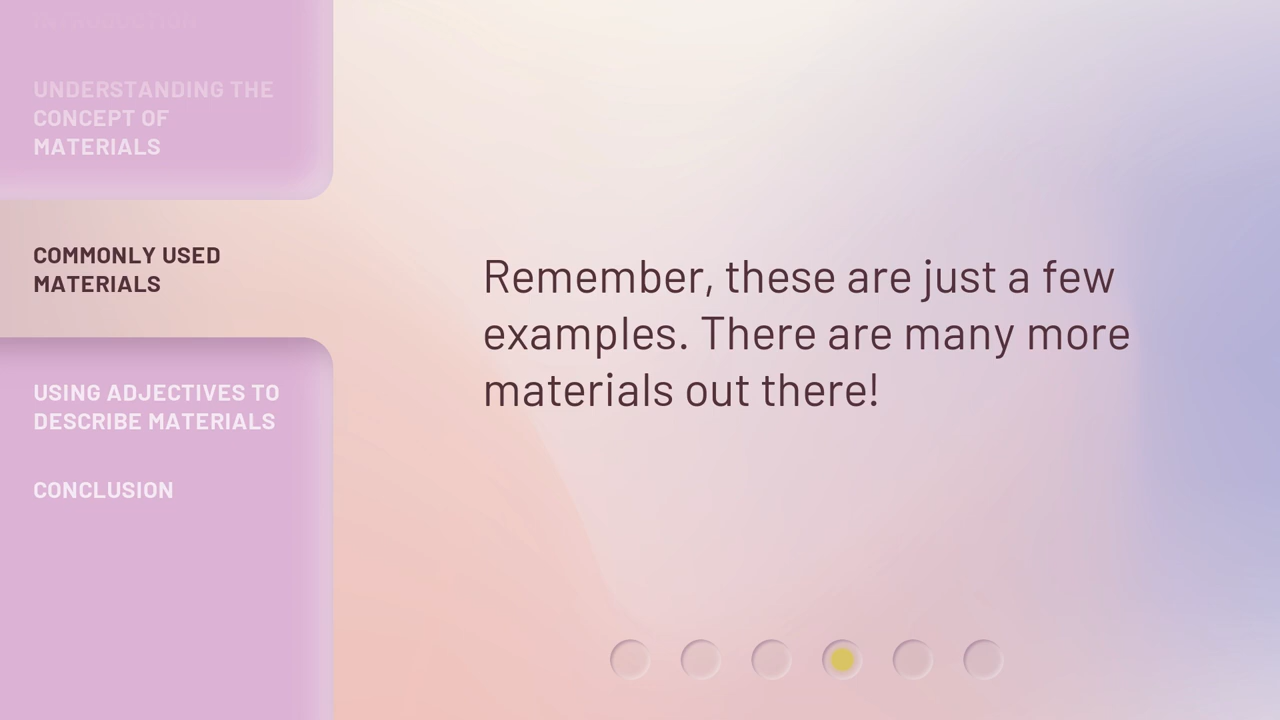 INTRODUCTION
UNDERSTANDING THE
CONCEPT OF
MATERIALS
COMMONLY USED
MATERIALS
USING ADJECTIVES TO
DESCRIBE MATERIALS
CONCLUSION
Remember, these are just a few
examples. There are many more
materials out there!